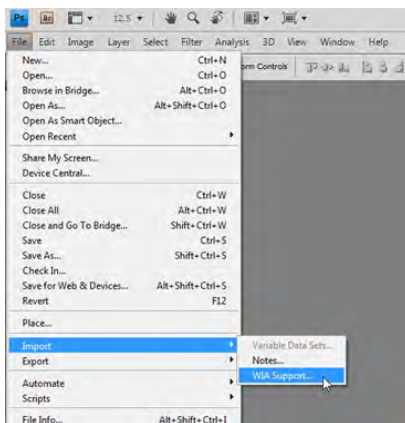 Ps Br 12.5
File Edit Image Layer Select Filter Analysis 3D View Window Help
New... Ctrl+N
Open... Ctrl+O
Browse in Bridge... Alt+Ctrl+O
Open As... Alt+Shift+Ctrl+O
Open As Smart Object...
Open Recent
orm Controls
Share My Screen...
Device Central...
Close Ctrl+W
Close All Alt+Ctrl+W
Close and Go To Bridge... Shift+Ctrl+W
Save Ctrl+S
Save As... Shift+Ctrl+S
Check In...
Save for Web & Devices... Alt+Shift+Ctrl+S
Revert F12
Place...
Import
Export
Variable Data Sets...
Notes...
WIA Support...
Automate
Scripts
File Info... Alt+Shift+Ctrl+I